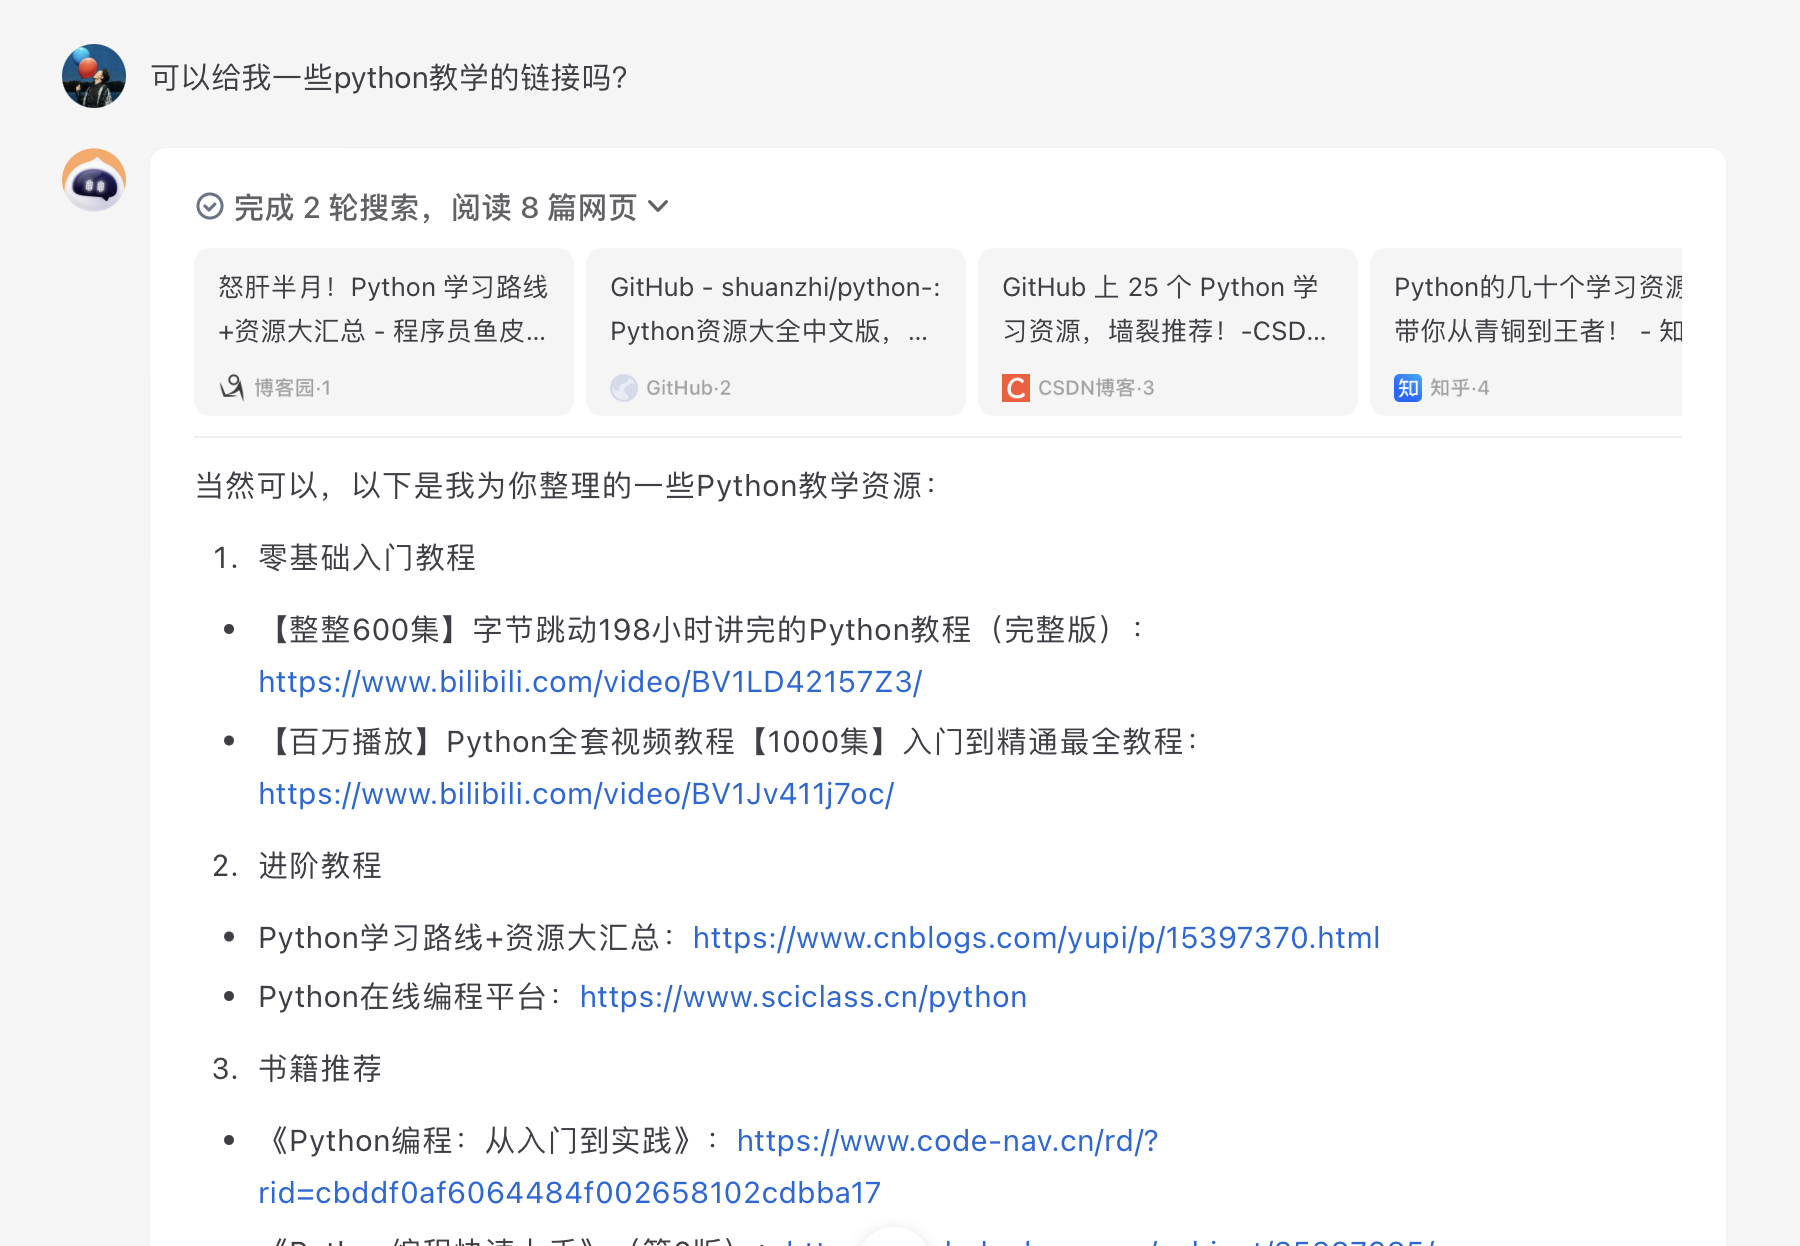 可以给我一些python教学的链接吗?
完成 2 轮搜索，阅读 8 篇网页
怒肝半月！Python 学习路线
+资源大汇总 - 程序员鱼皮...
博客园·1
GitHub - shuanzhi/python-:
Python资源大全中文版，...
GitHub·2
GitHub 上 25 个 Python 学
习资源，墙裂推荐！-CSD...
CSDN博客·3
Python的几十个学习资源
带你从青铜到王者！ - 知
知 知乎·4
当然可以，以下是我为你整理的一些Python教学资源：
1. 零基础入门教程
• 【整整600集】字节跳动198小时讲完的Python教程（完整版）：
https://www.bilibili.com/video/BV1LD42157Z3/
• 【百万播放】Python全套视频教程【1000集】入门到精通最全教程：
https://www.bilibili.com/video/BV1Jv411j7oc/
2. 进阶教程
• Python学习路线+资源大汇总：https://www.cnblogs.com/yupi/p/15397370.html
• Python在线编程平台：https://www.sciclass.cn/python
3. 书籍推荐
• 《Python编程：从入门到实践》：https://www.code-nav.cn/rd/?
rid=cbddf0af6064484f002658102cdbba17